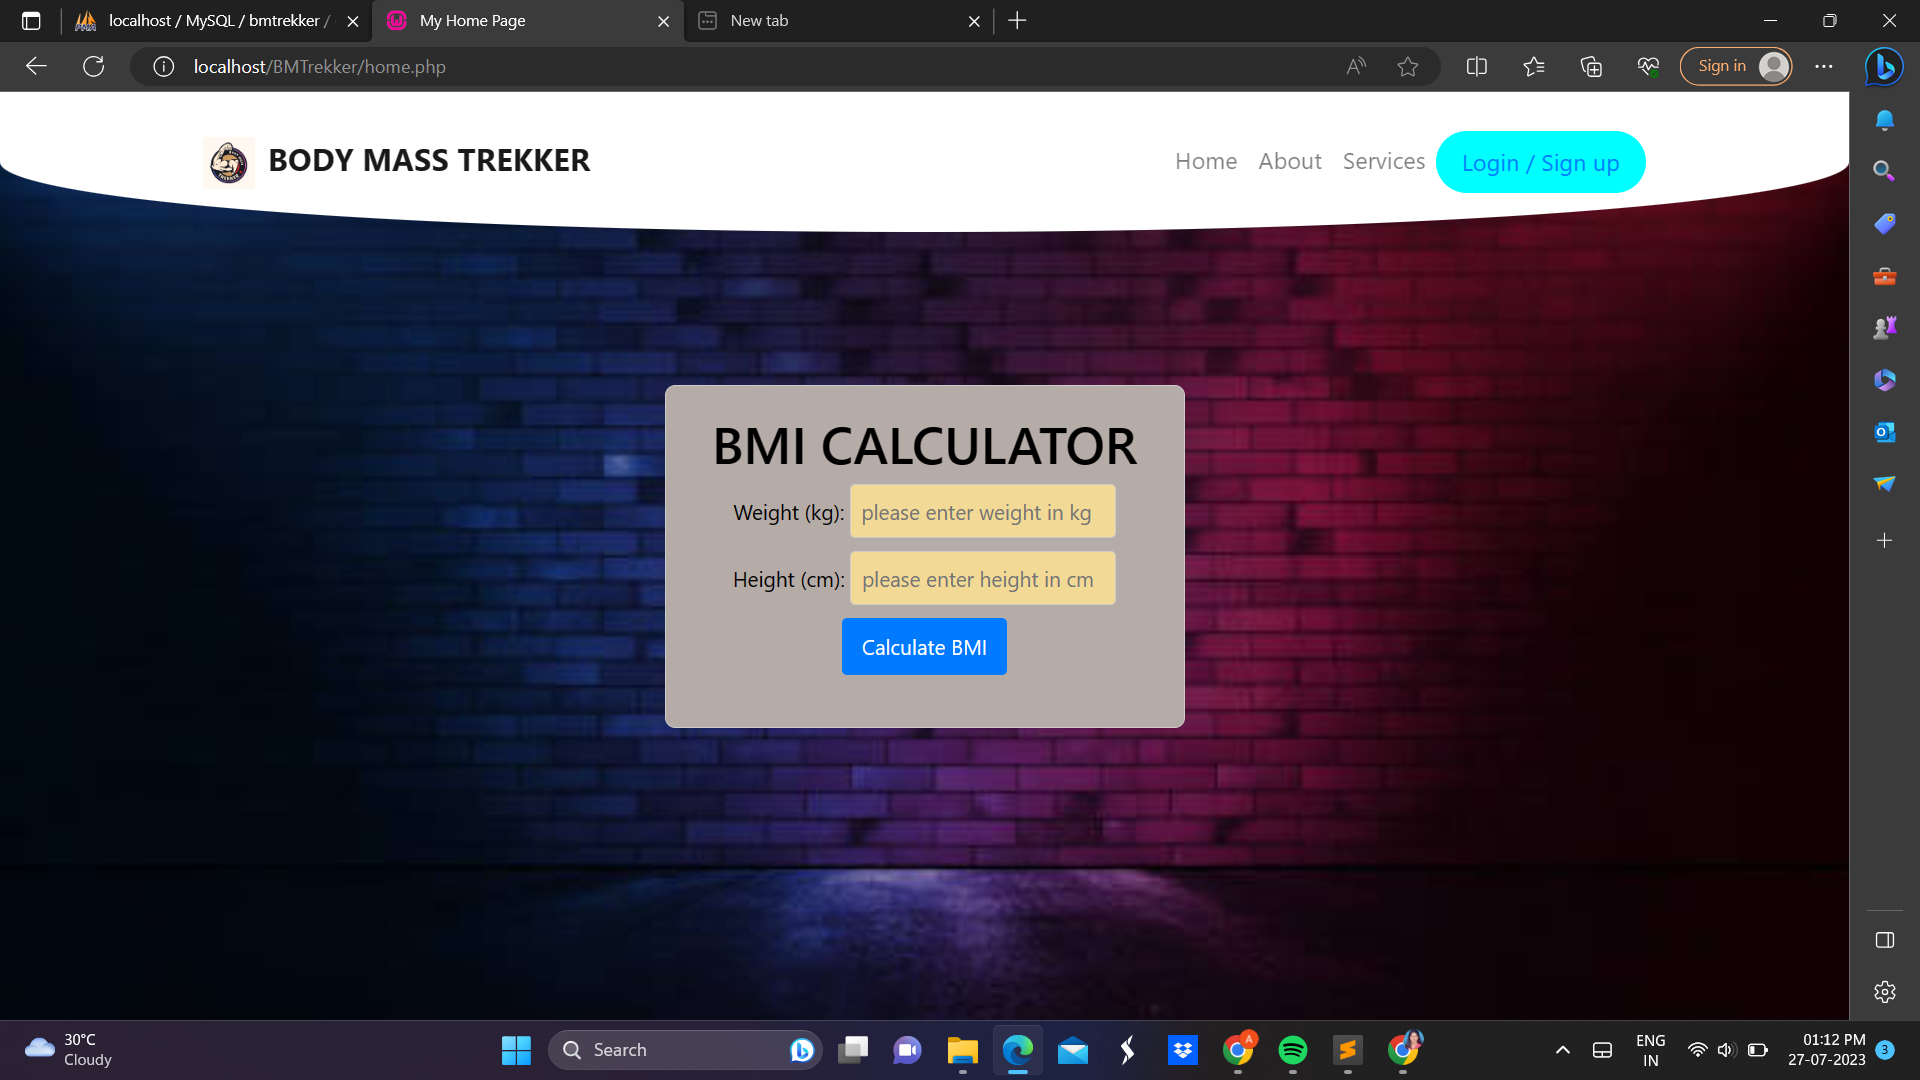 localhost / MySQL / bmtrekker /
My Home Page
New tab
localhost/BMTrekker/home.php
Sign in
BODY MASS TREKKER
Home
About
Services
Login / Sign up
BMI CALCULATOR
Weight (kg): please enter weight in kg
Height (cm): please enter height in cm
Calculate BMI
30°C
Cloudy
Search
A
ENG
IN
01:12 PM
27-07-2023
3